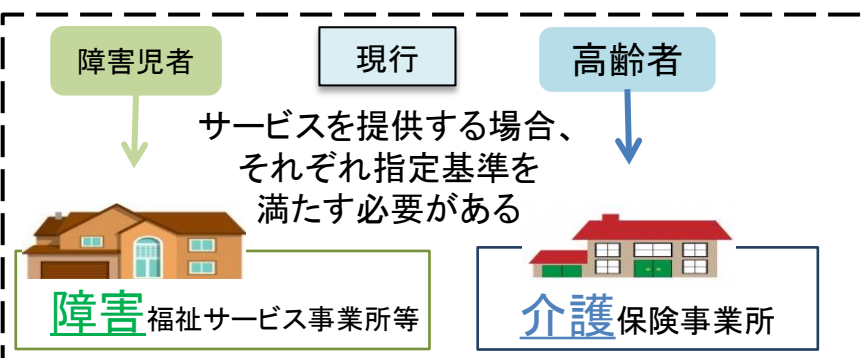 障害児者
現行
高齢者
サービスを提供する場合、
それぞれ指定基準を
満たす必要がある
障害福祉サービス事業所等
介護保険事業所